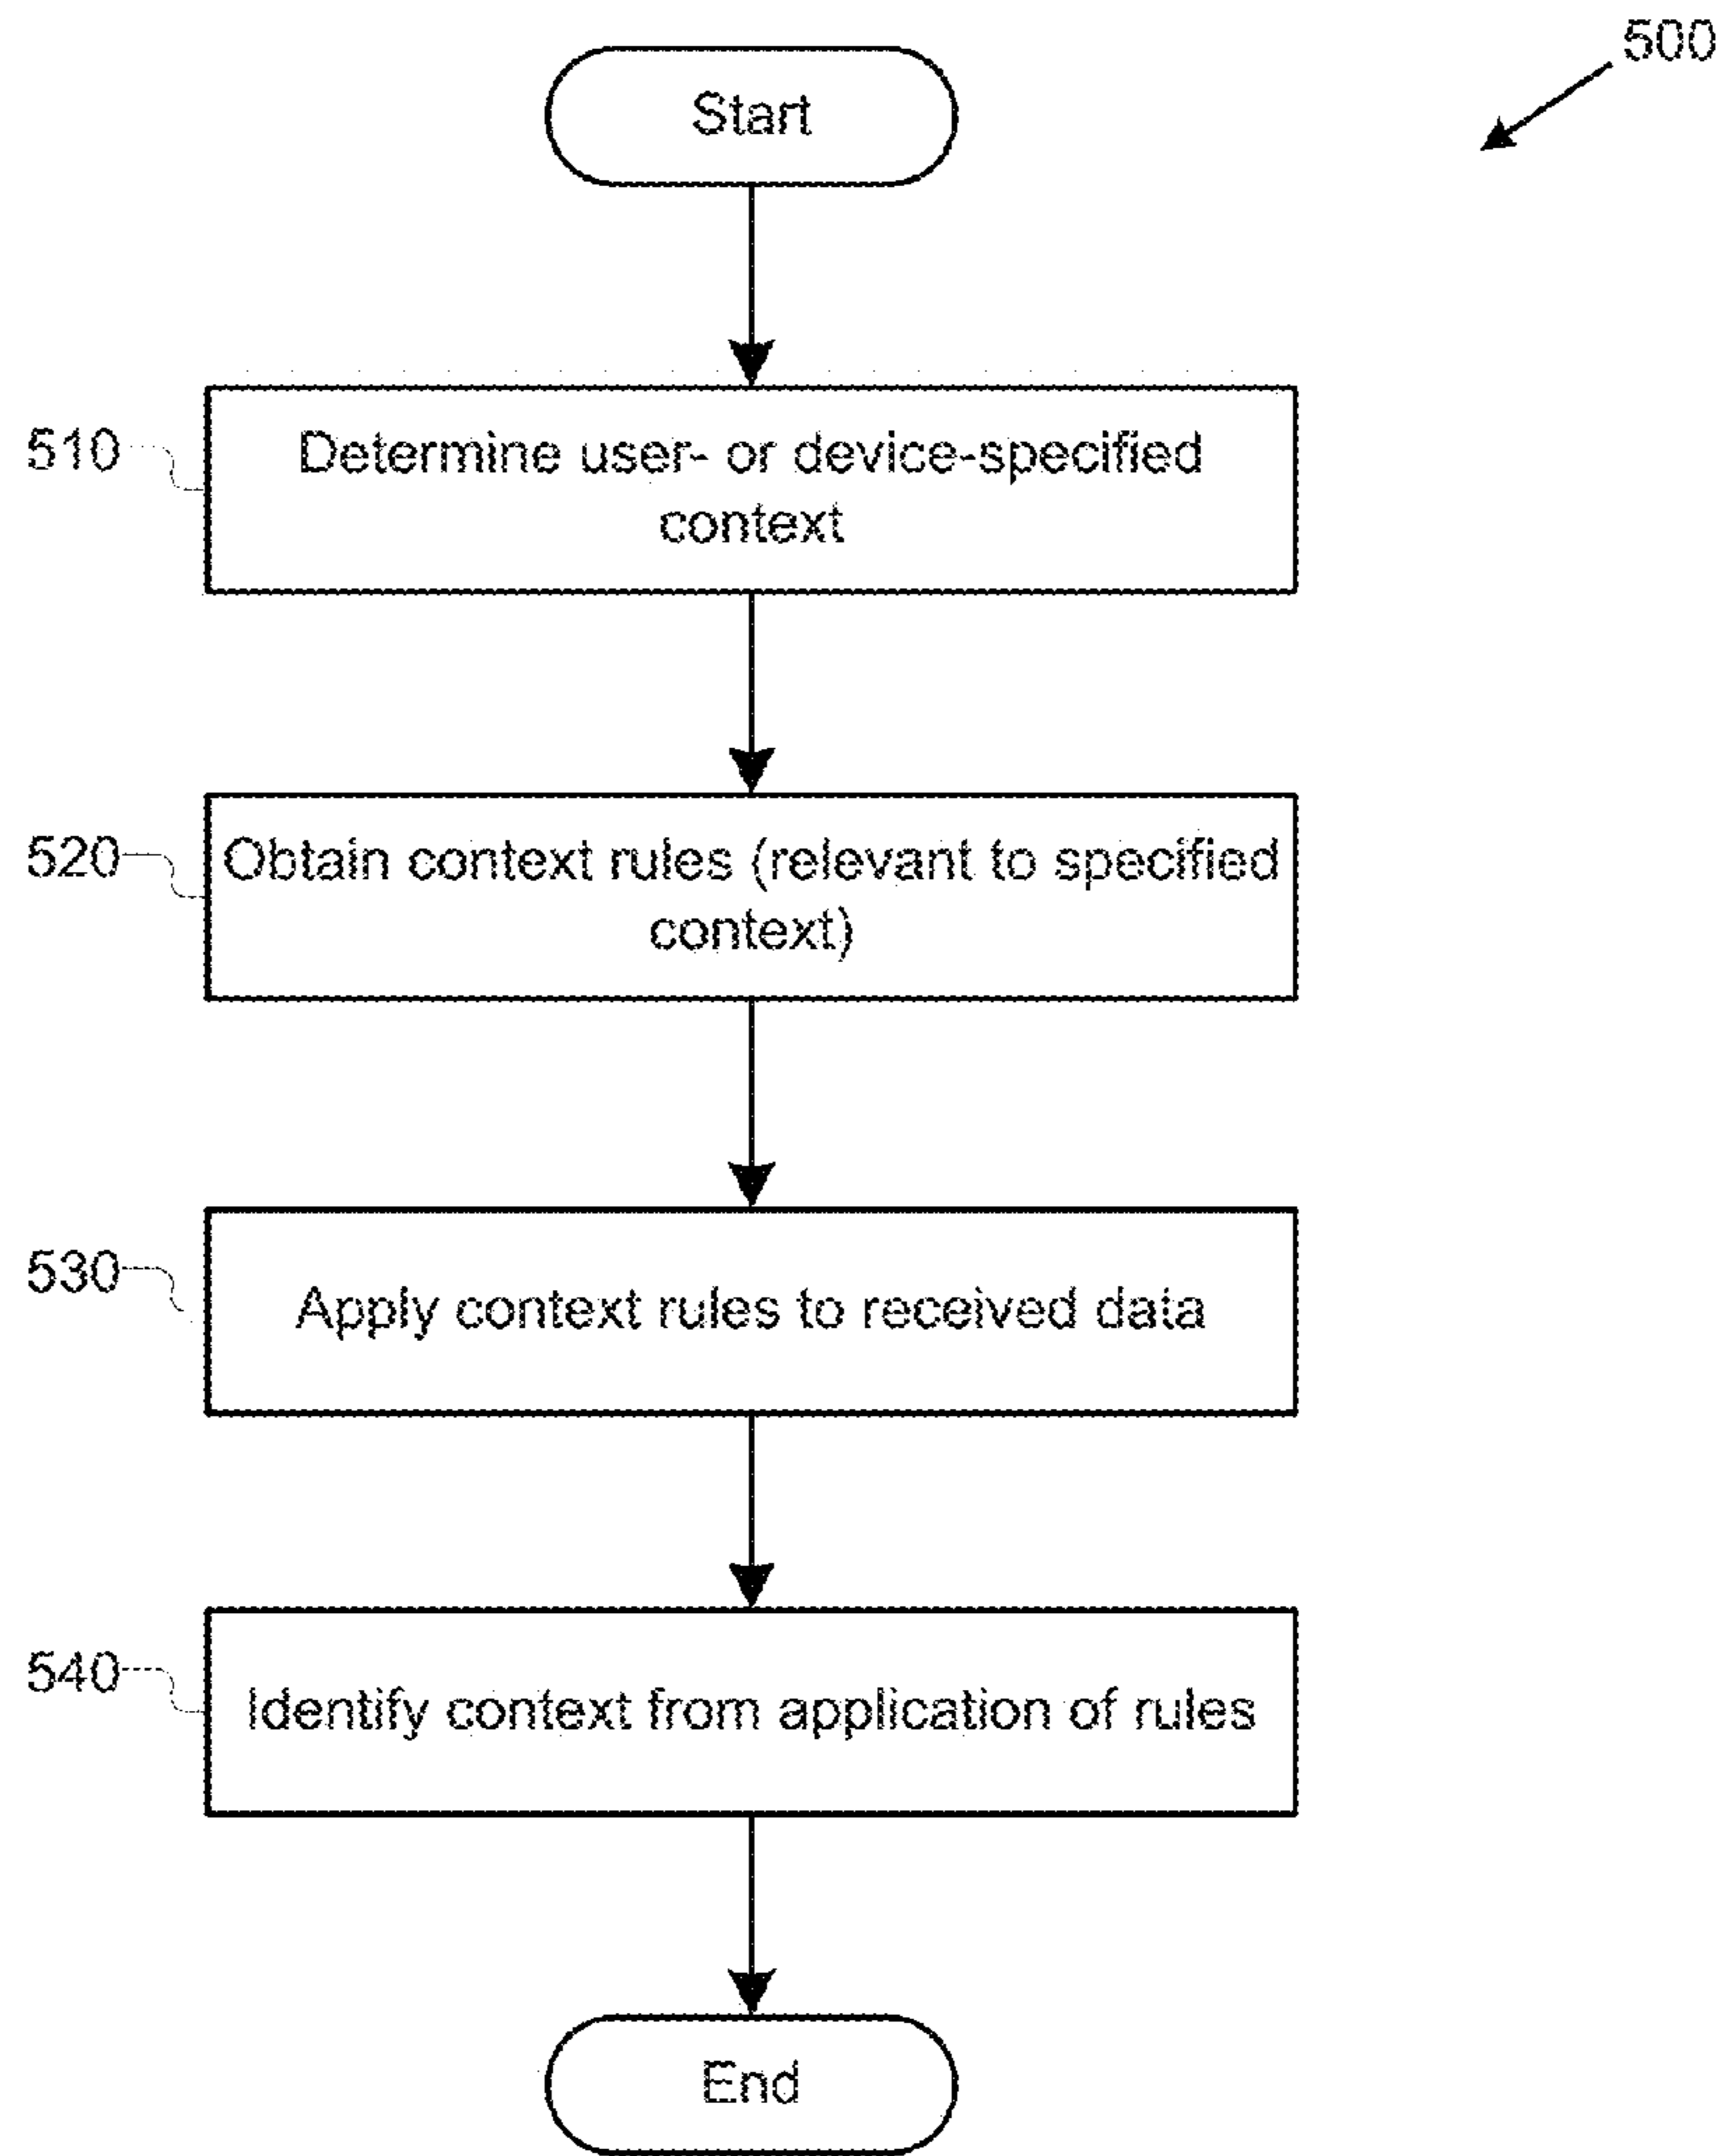 500
Start
510
Determine user- or device-specified
context
520
Obtain context rules (relevant to specified
context)
530
Apply context rules to received data
540
Identify context from application of rules
End